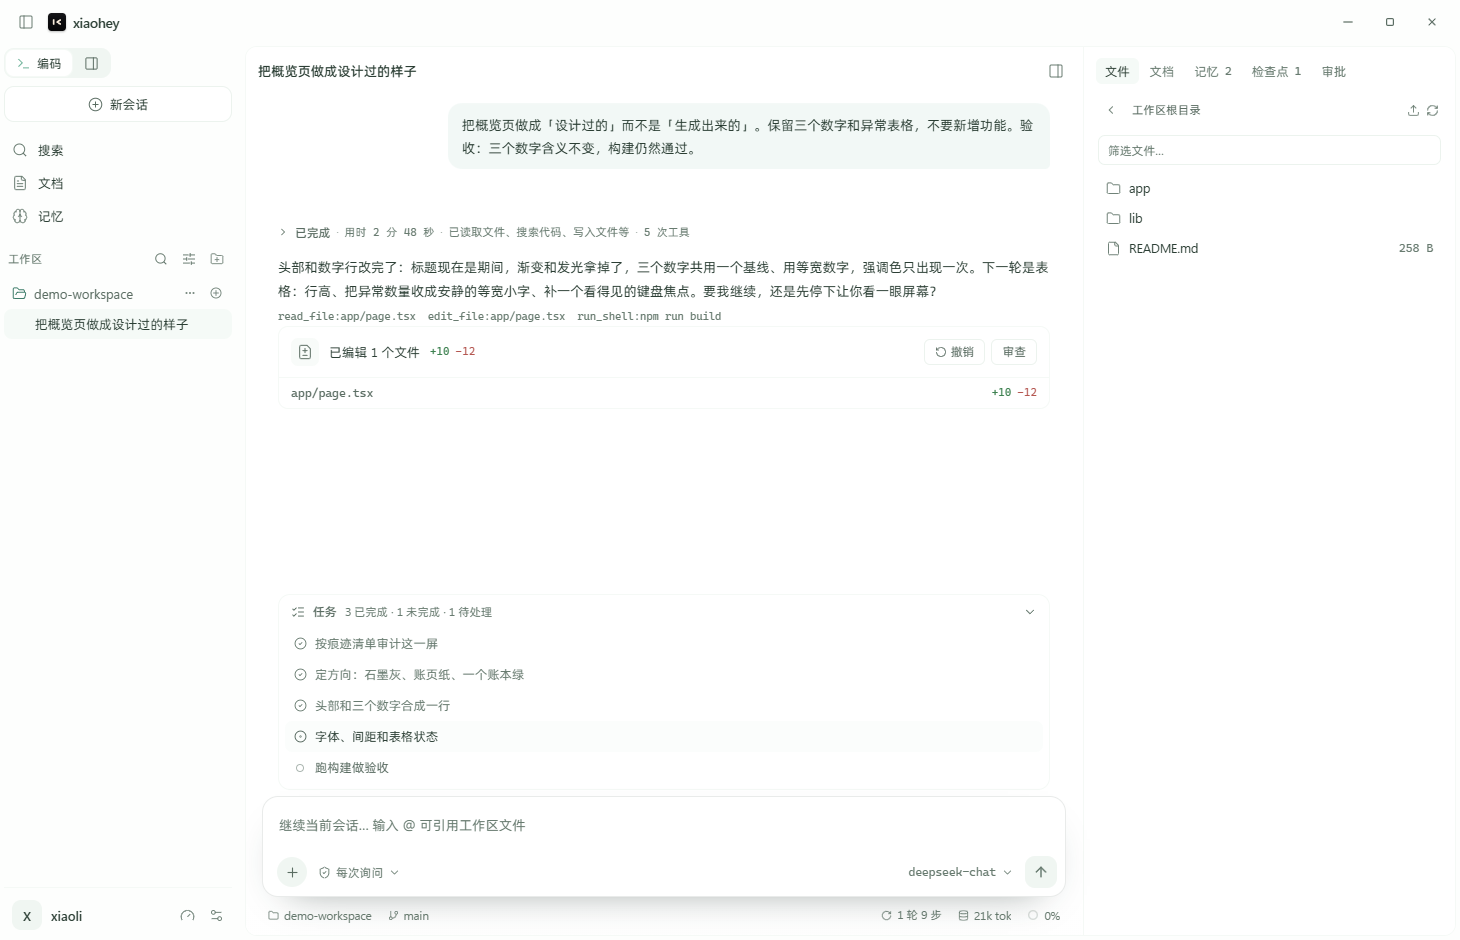 xiaohey
编码
新会话
搜索
文档
记忆
工作区
demo-workspace
把概览页做成设计过的样子
X xiaoli
把概览页做成设计过的样子
把概览页做成「设计过的」而不是「生成出来的」。保留三个数字和异常表格，不要新增功能。验
收：三个数字含义不变，构建仍然通过。
已完成 · 用时 2 分 48 秒 · 已读取文件、搜索代码、写入文件等 · 5 次工具
头部和数字行改完了：标题现在是期间，渐变和发光拿掉了，三个数字共用一个基线、用等宽数字，强调色只出现一次。下一轮是表
格：行高、把异常数量收成安静的等宽小字、补一个看得见的键盘焦点。要我继续，还是先停下让你看一眼屏幕？
read_file:app/page.tsx edit_file:app/page.tsx run_shell:npm run build
已编辑 1 个文件 +10 −12 撤销 审查
app/page.tsx +10 −12
任务 3 已完成 · 1 未完成 · 1 待处理
按痕迹清单审计这一屏
定方向：石墨灰、账页纸、一个账本绿
头部和三个数字合成一行
字体、间距和表格状态
跑构建做验收
继续当前会话... 输入 @ 可引用工作区文件
每次询问 deepseek-chat
demo-workspace main 1 轮 9 步 21k tok 0%
文件 文档 记忆 2 检查点 1 审批
工作区根目录
筛选文件...
app
lib
README.md 258 B